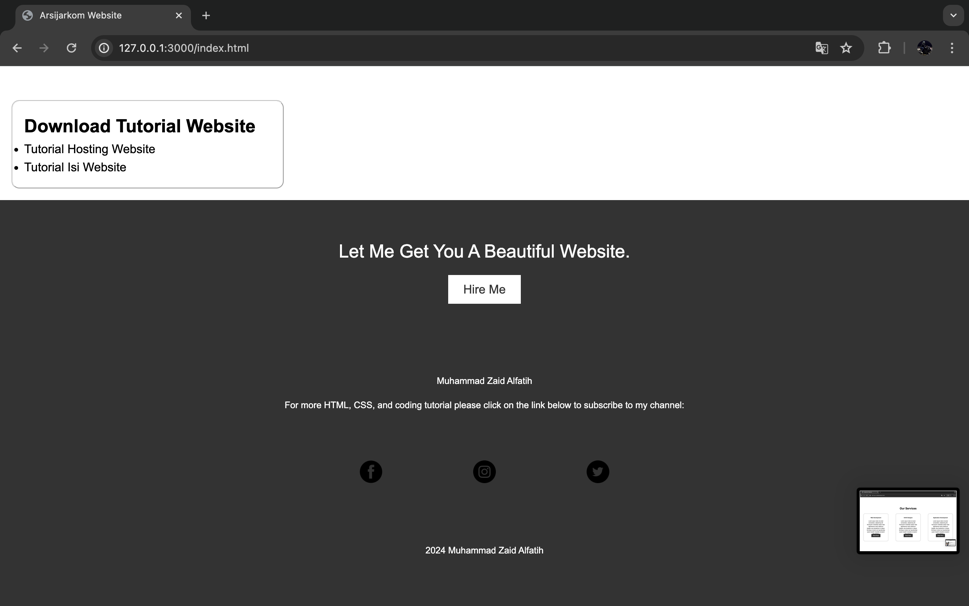 Arsijarkom Website
127.0.0.1:3000/index.html
Download Tutorial Website
Tutorial Hosting Website
Tutorial Isi Website
Let Me Get You A Beautiful Website.
Hire Me
Muhammad Zaid Alfatih
For more HTML, CSS, and coding tutorial please click on the link below to subscribe to my channel:
2024 Muhammad Zaid Alfatih
Our Services